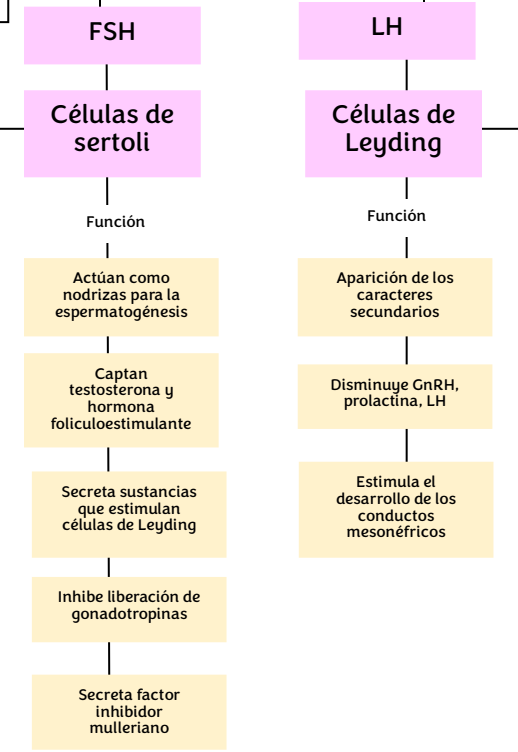 FSH
Células de
sertoli
Función
Actúan como
nodrizas para la
espermatogénesis
Captan
testosterona y
hormona
foliculoestimulante
Secreta sustancias
que estimulan
células de Leyding
Inhibe liberación de
gonadotropinas
Secreta factor
inhibidor
mulleriano
LH
Células de
Leyding
Función
Aparición de los
caracteres
secundarios
Disminuye GnRH,
prolactina, LH
Estimula el
desarrollo de los
conductos
mesonéfricos